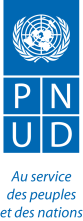 P N
U D
Au service
des peuples
et des nations